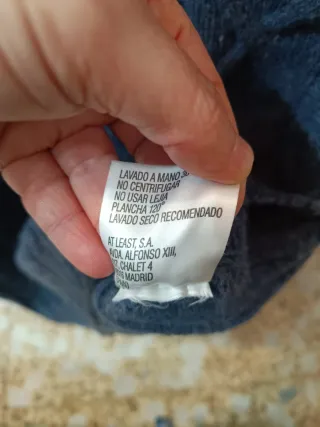 LAVADO A MANO
NO CENTRIFUGAR
NO USAR LEJIA
PLANCHA 120°
LAVADO SECO RECOMENDADO
AT LEAST, S.A.
ALFONSO XIII,
CHALET 4
MADRID